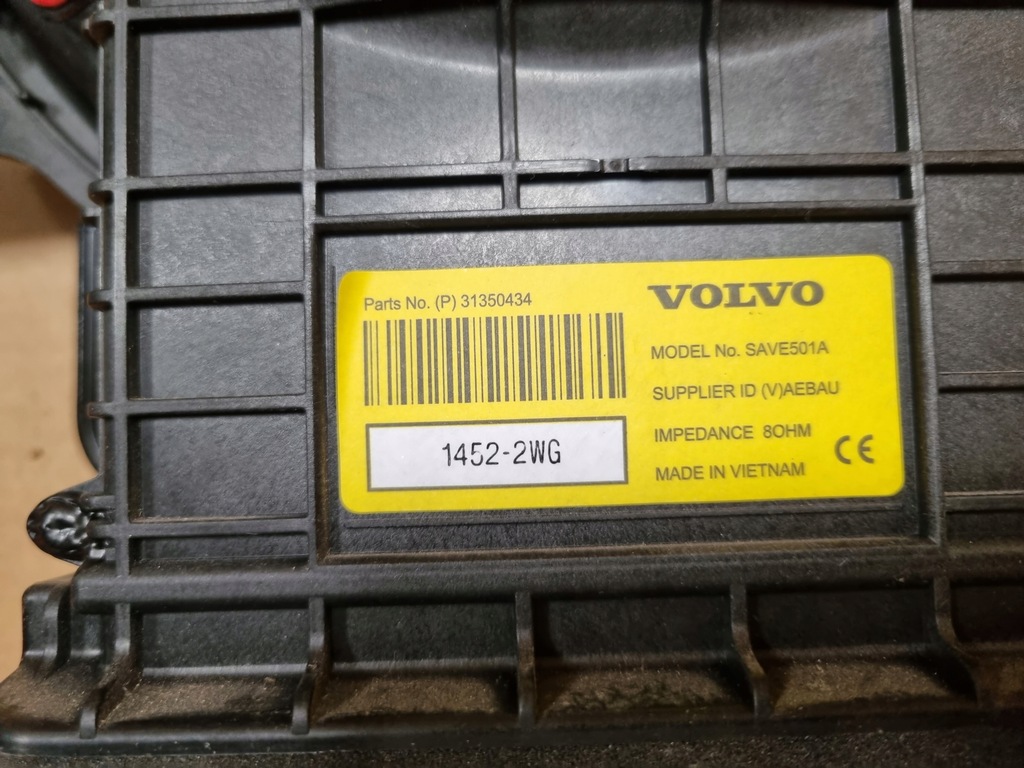 Parts No. (P) 31350434
1452-2WG
VOLVO
MODEL No. SAVE501A
SUPPLIER ID (V)AEBAU
IMPEDANCE 8OHM
MADE IN VIETNAM
CE